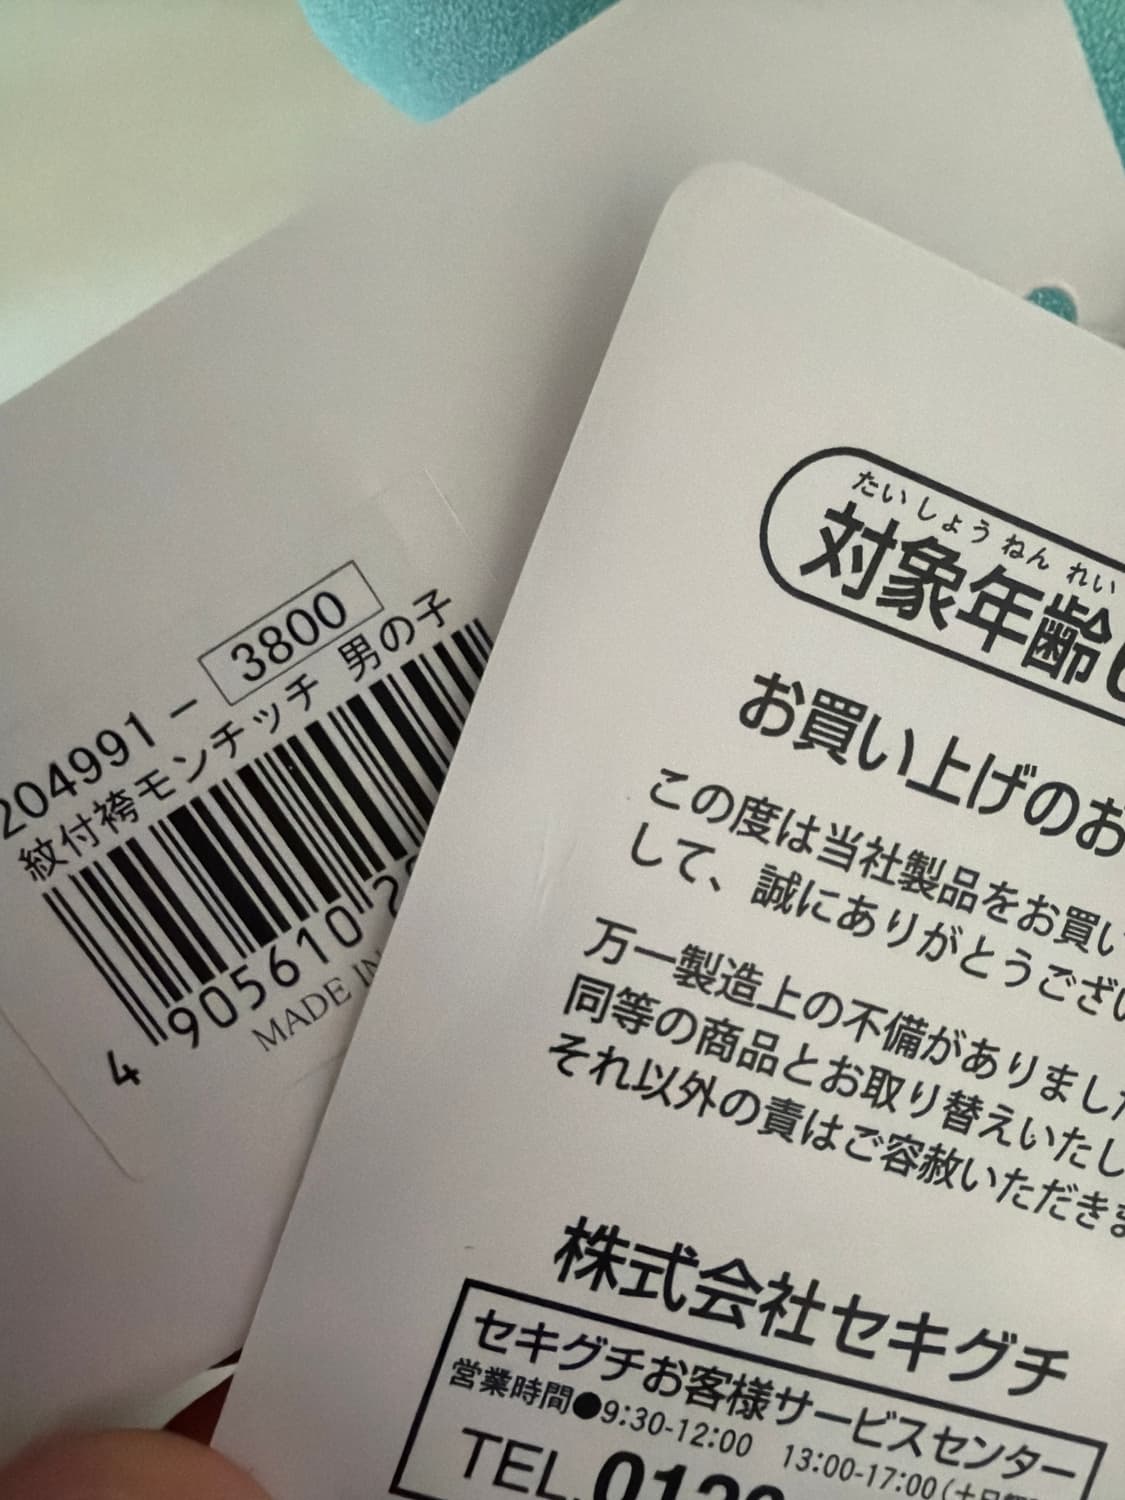 204991-3800
紋付袴モンチッチ 男の子
4 905610 2
MADE IN
たいしょうねんれい
対象年齢
お買い上げのお
この度は当社製品をお買い
して、誠にありがとうござい
万一製造上の不備がありました
同等の商品とお取り替えいたし
それ以外の責はご容赦いただきま
株式会社セキグチ
セキグチお客様サービスセンター
営業時間●9:30-12:00 13:00-17:00(土日
TEL.0120